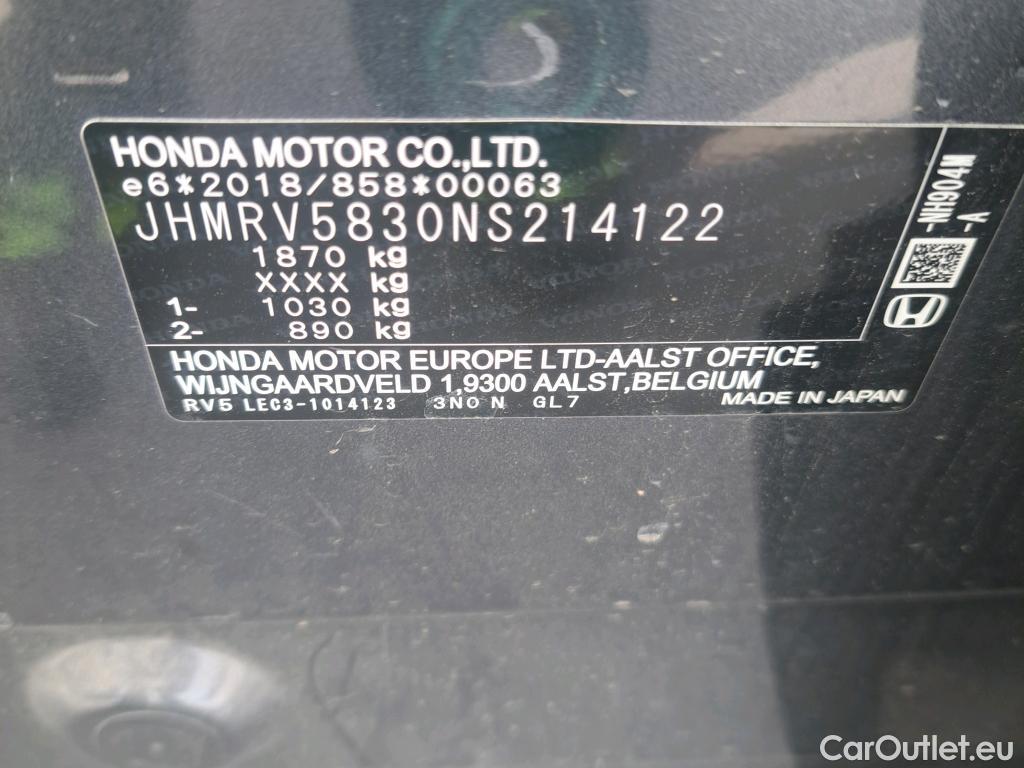 HONDA MOTOR CO.,LTD.
e6*2018/858*00063
JHMRV5830NS214122
1870 kg
XXXX kg
1- 1030 kg
2- 890 kg
HONDA MOTOR EUROPE LTD-AALST OFFICE,
WIJNGAARDVELD 1,9300 AALST,BELGIUM
RV5 LEC3-1014123 3NO N GL7 MADE IN JAPAN
-NH904M
-A
CarOutlet.eu